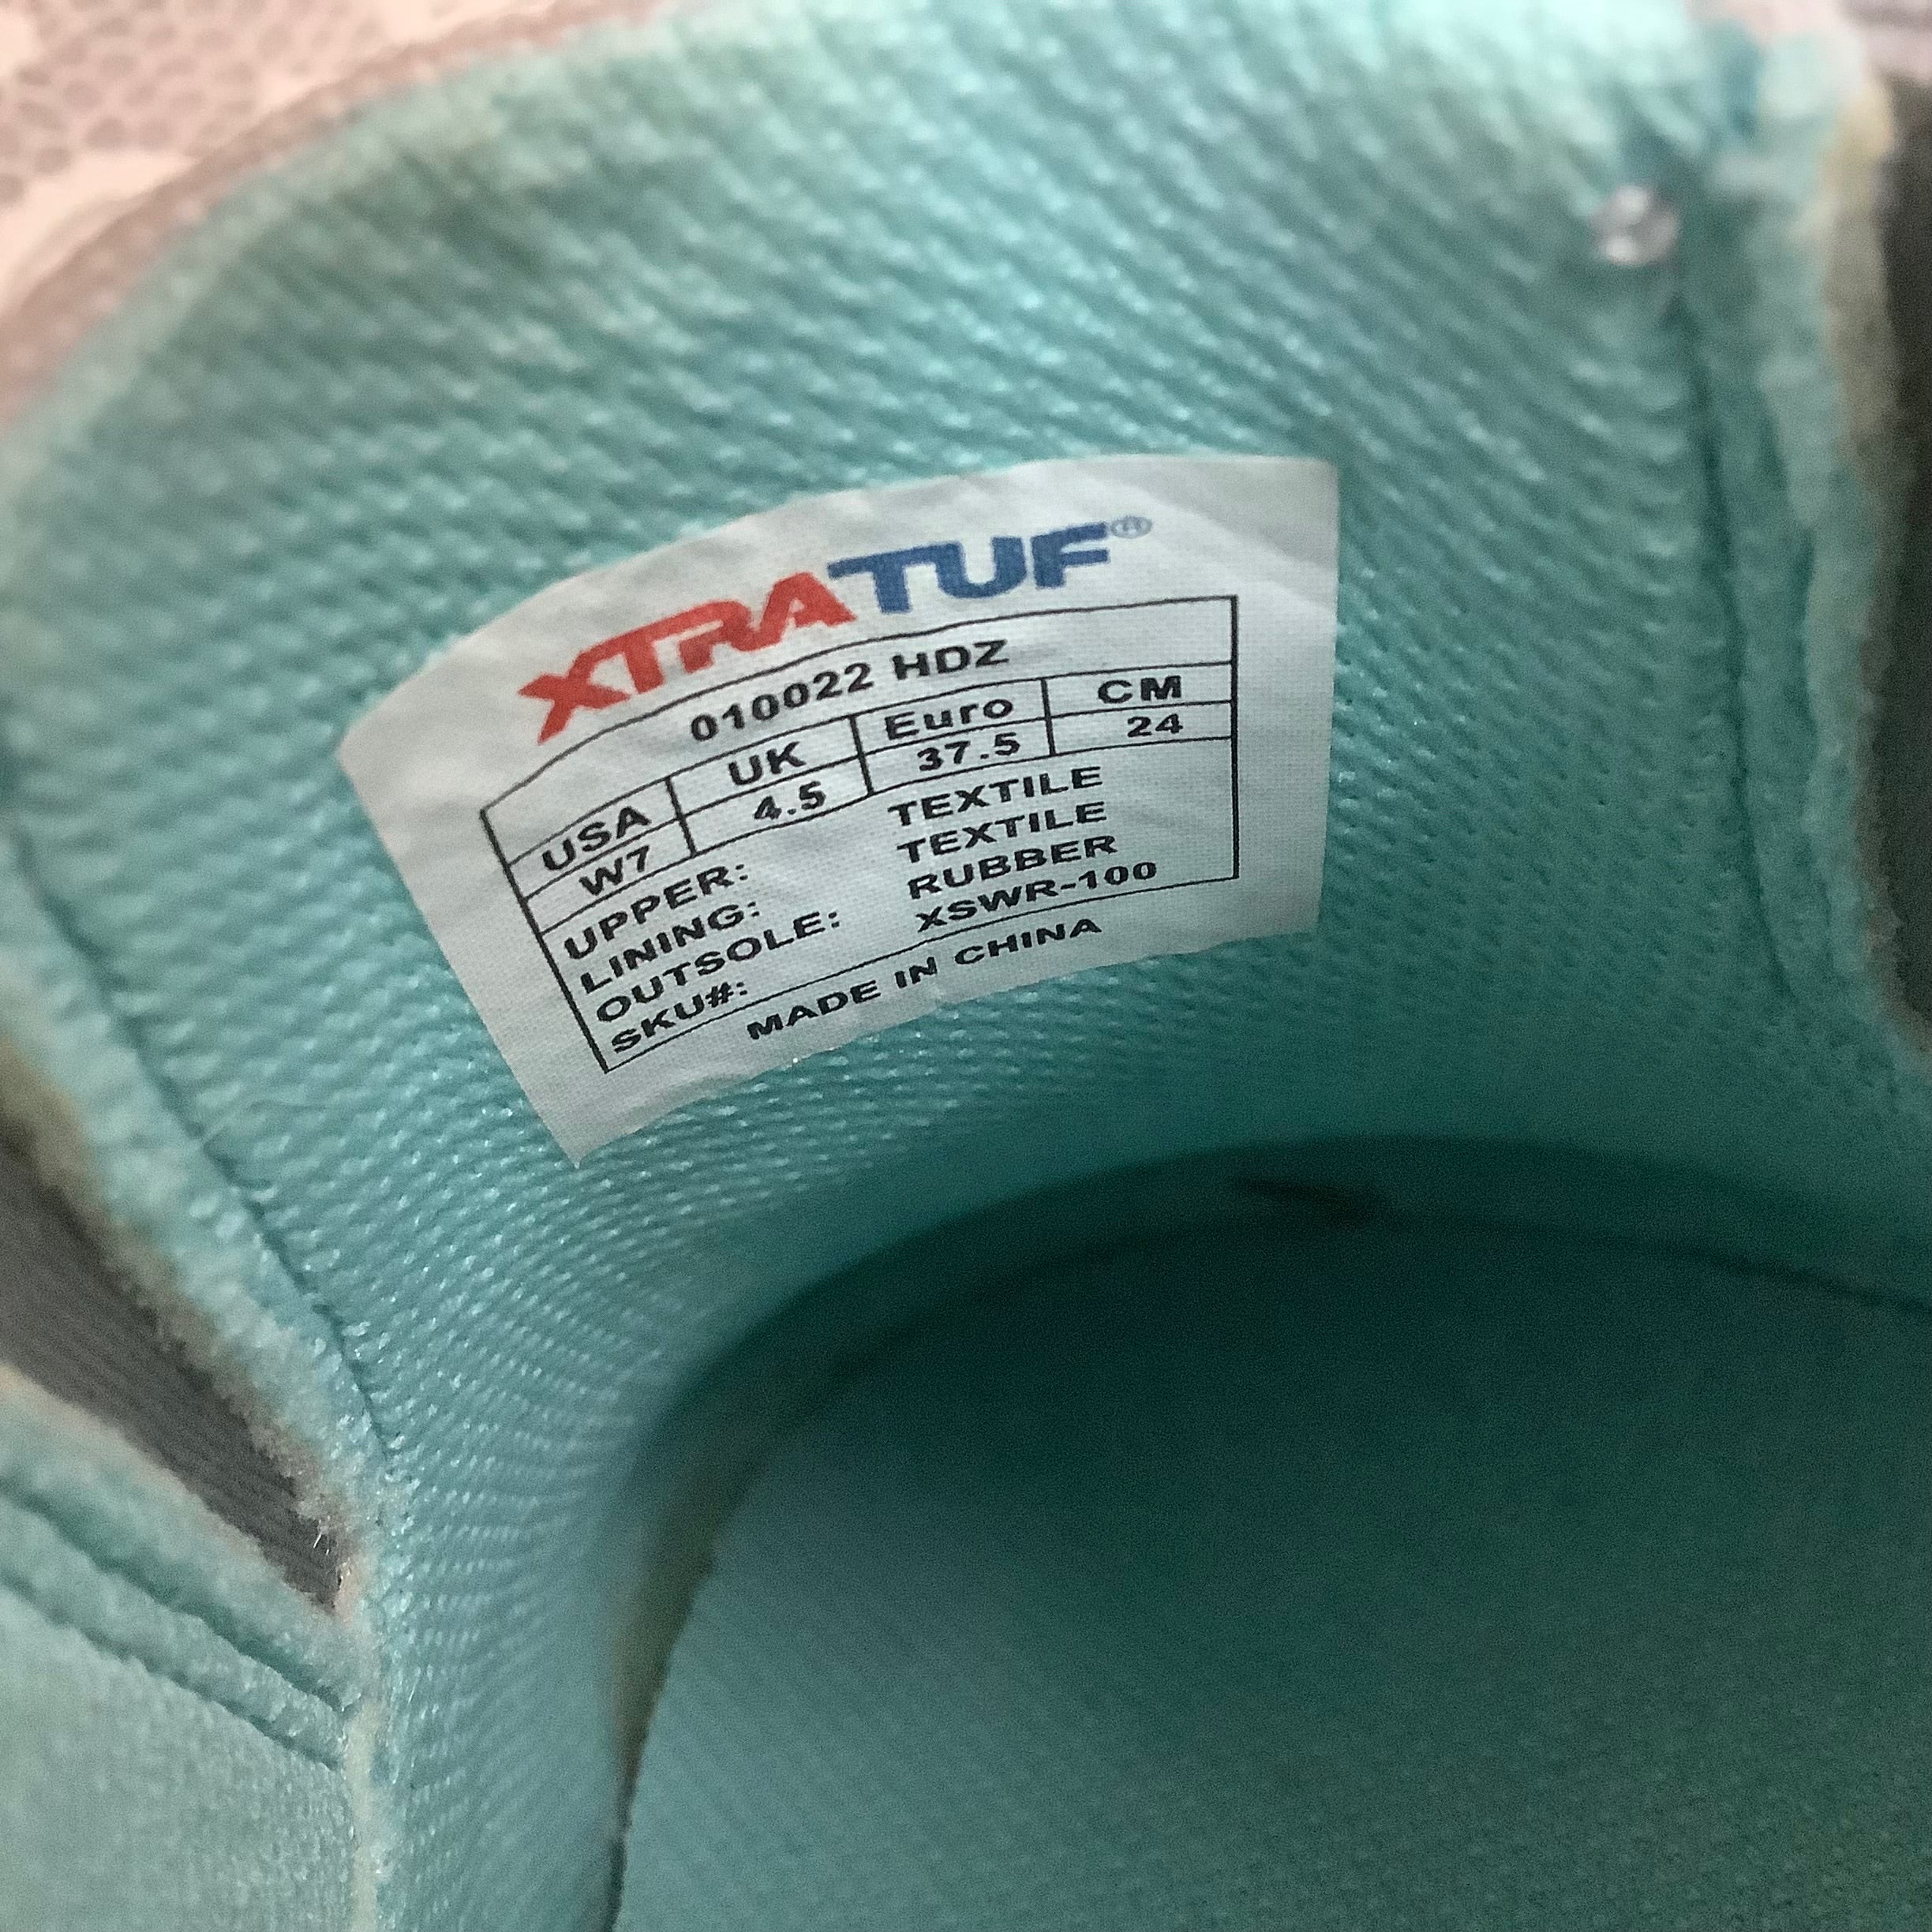 XTRATUF®
010022 HDZ
USA UK Euro CM
W7 4.5 37.5 24
UPPER: TEXTILE
LINING: TEXTILE
OUTSOLE: RUBBER
SKU#: XSWR-100
MADE IN CHINA